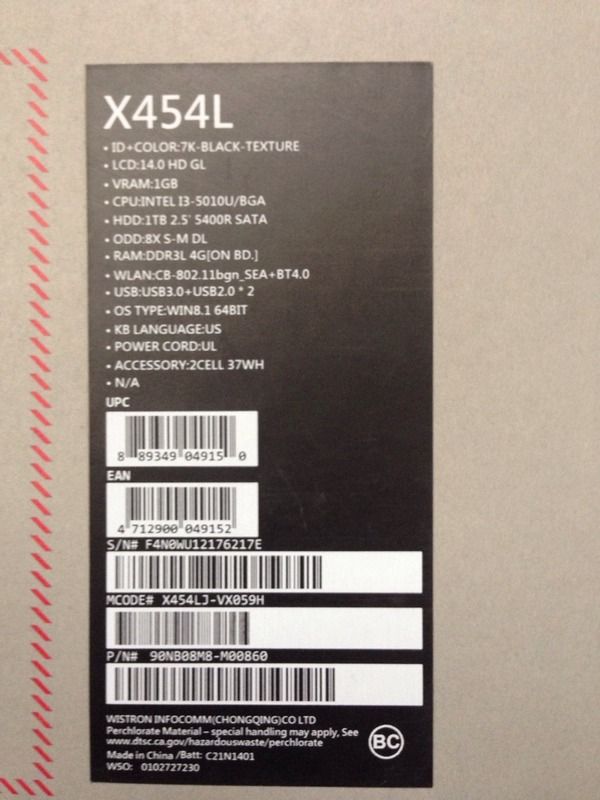 X454L
• ID+COLOR:7K-BLACK-TEXTURE
• LCD:14.0 HD GL
• VRAM:1GB
• CPU:INTEL I3-5010U/BGA
• HDD:1TB 2.5' 5400R SATA
• ODD:8X S-M DL
• RAM:DDR3L 4G[ON BD.]
• WLAN:CB-802.11bgn_SEA+BT4.0
• USB:USB3.0+USB2.0 * 2
• OS TYPE:WIN8.1 64BIT
• KB LANGUAGE:US
• POWER CORD:UL
• ACCESSORY:2CELL 37WH
• N/A
UPC
8 89349 04915 0
EAN
4 712900 049152
S/N# F4N0WU12176217E
MCODE# X454LJ-VX059H
P/N# 90NB08M8-M00860
WISTRON INFOCOMM(CHONGQING)CO LTD
Perchlorate Material – special handling may apply, See
www.dtsc.ca.gov/hazardouswaste/perchlorate
Made in China /Batt: C21N1401
WSO: 0102727230
BC